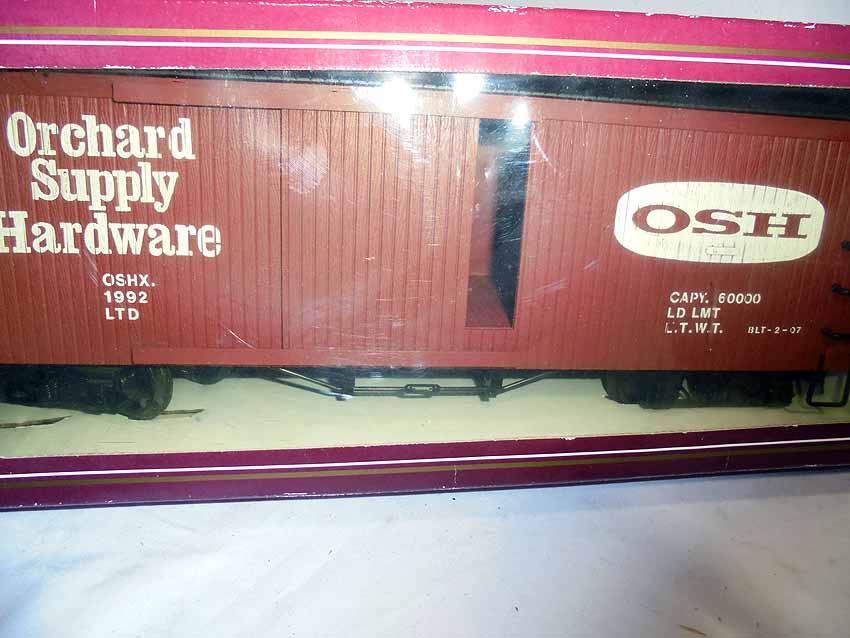 Orchard
Supply
Hardware
OSHX.
1992
LTD
OSH
CAPY. 60000
LD LMT
L.T.W.T. BLT-2-07